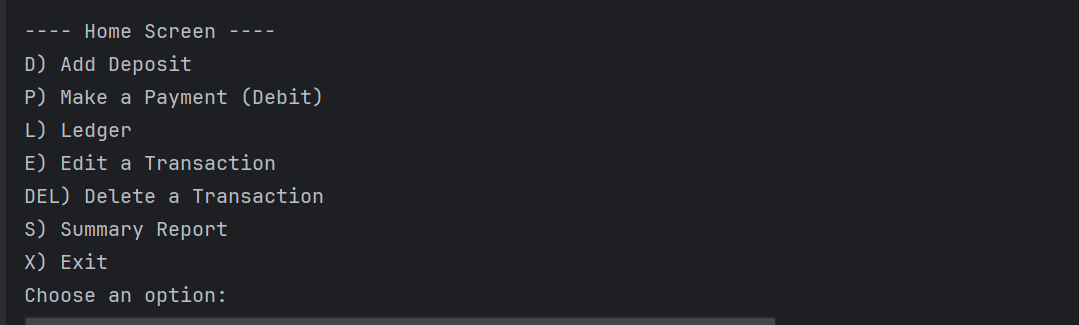 ---- Home Screen ----
D) Add Deposit
P) Make a Payment (Debit)
L) Ledger
E) Edit a Transaction
DEL) Delete a Transaction
S) Summary Report
X) Exit
Choose an option: